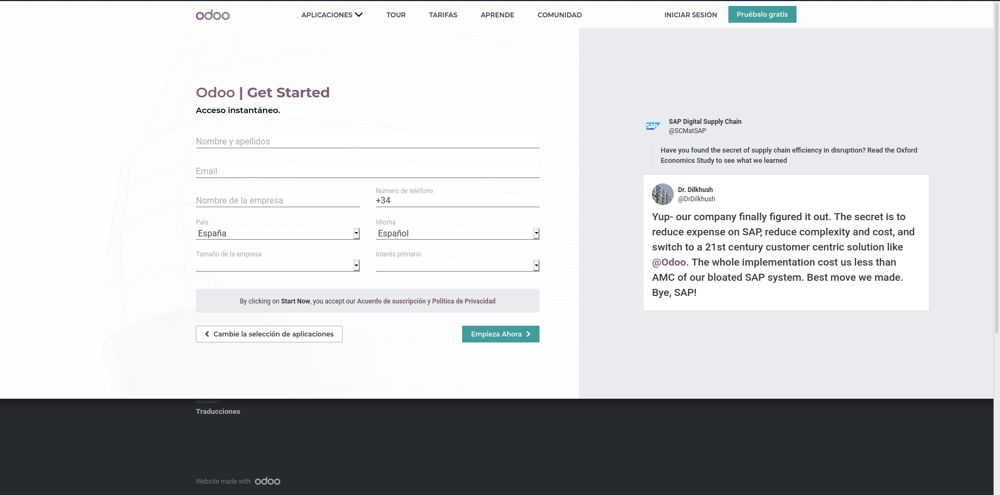 odoo
APLICACIONES TOUR TARIFAS APRENDE COMUNIDAD INICIAR SESIÓN Pruébalo gratis
Odoo | Get Started
Acceso instantáneo.
Nombre y apellidos
Email
Nombre de la empresa
Número de teléfono
+34
País
España
Idioma
Español
Tamaño de la empresa
Interés primario
By clicking on Start Now, you accept our Acuerdo de suscripción y Política de Privacidad
Cambie la selección de aplicaciones
Empieza Ahora
SAP
SAP Digital Supply Chain
@SCMatSAP
Have you found the secret of supply chain efficiency in disruption? Read the Oxford
Economics Study to see what we learned
Dr. Dilkhush
@DrDilkhush
Yup- our company finally figured it out. The secret is to
reduce expense on SAP, reduce complexity and cost, and
switch to a 21st century customer centric solution like
@Odoo. The whole implementation cost us less than
AMC of our bloated SAP system. Best move we made.
Bye, SAP!
Runbot
Traducciones
Website made with odoo